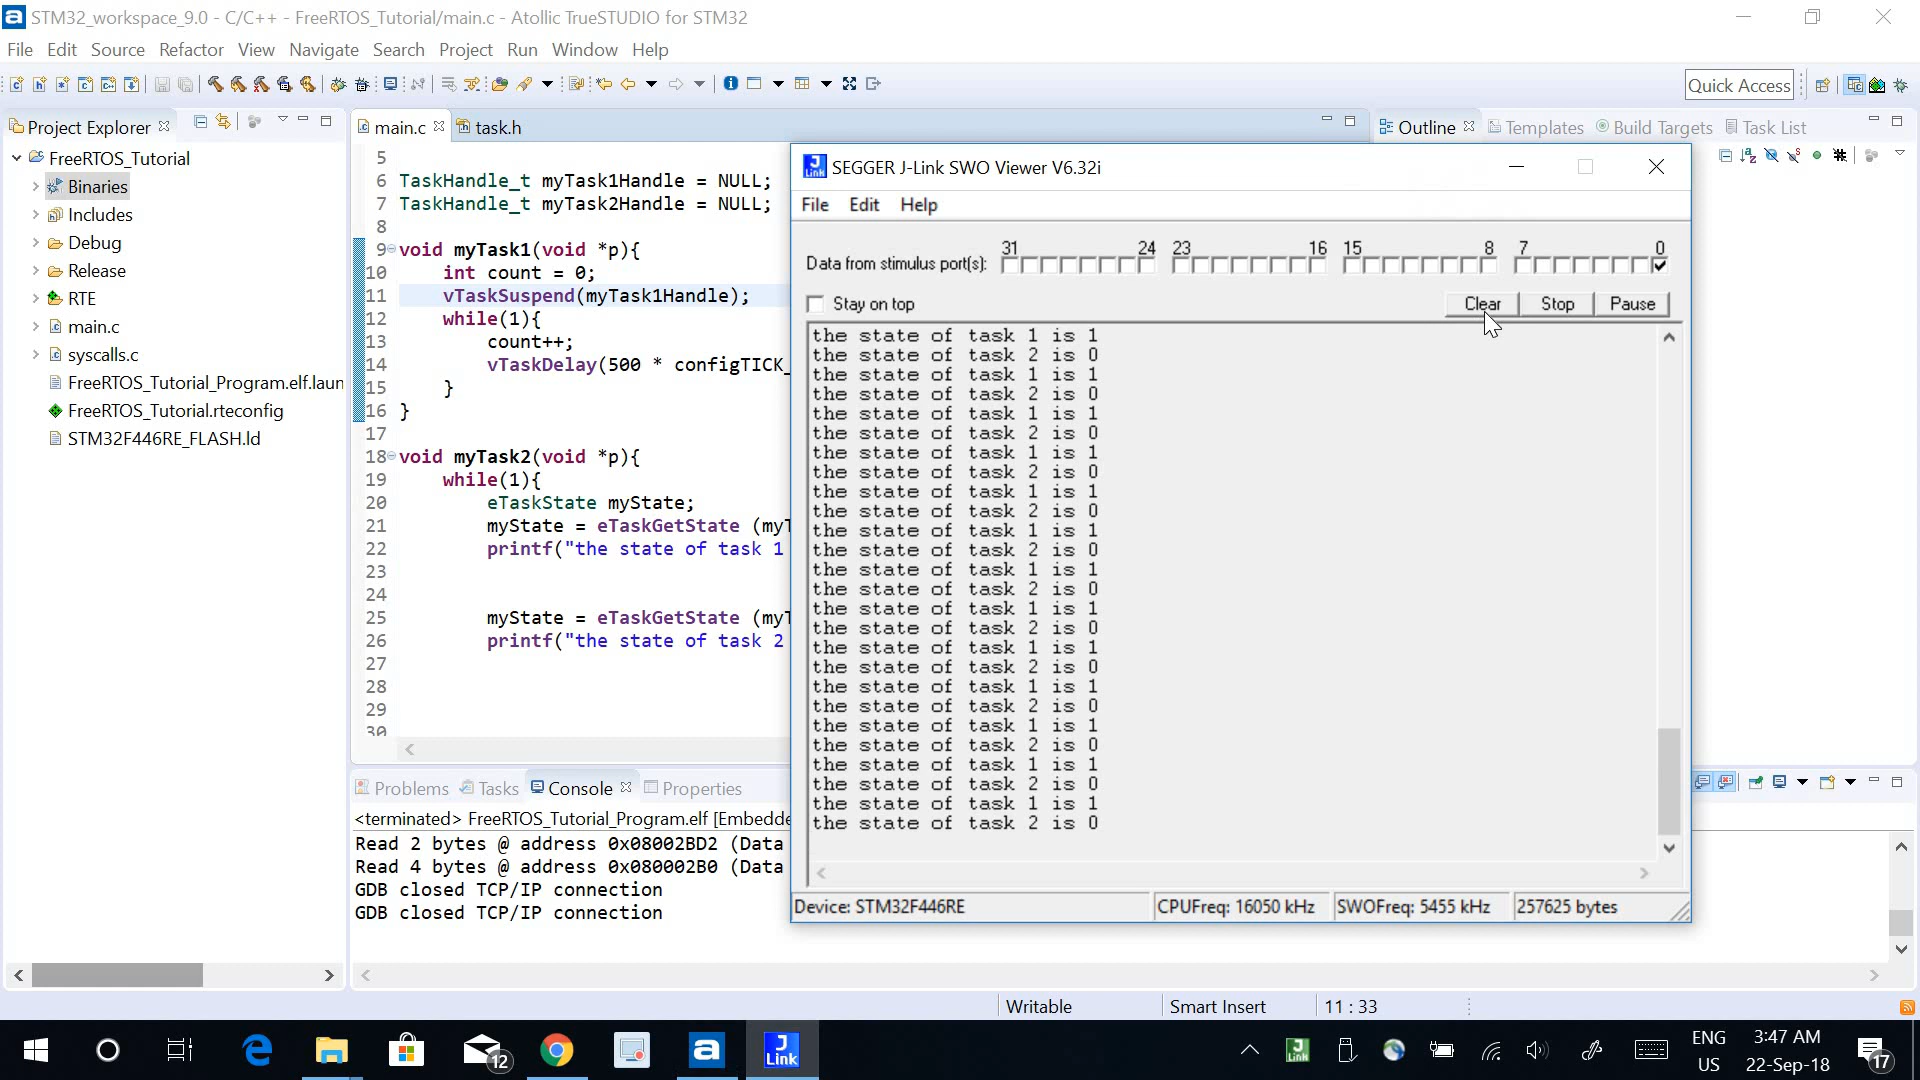 STM32_workspace_9.0 - C/C++ - FreeRTOS_Tutorial/main.c - Atollic TrueSTUDIO for STM32
File Edit Source Refactor View Navigate Search Project Run Window Help
Quick Access
Project Explorer
FreeRTOS_Tutorial
Binaries
Includes
Debug
Release
RTE
main.c
syscalls.c
FreeRTOS_Tutorial_Program.elf.laun
FreeRTOS_Tutorial.rteconfig
STM32F446RE_FLASH.ld
main.c task.h
5
6 TaskHandle_t myTask1Handle = NULL;
7 TaskHandle_t myTask2Handle = NULL;
8
9 void myTask1(void *p){
10 int count = 0;
11 vTaskSuspend(myTask1Handle);
12 while(1){
13 count++;
14 vTaskDelay(500 * configTICK_
15 }
16 }
17
18 void myTask2(void *p){
19 while(1){
20 eTaskState myState;
21 myState = eTaskGetState (myT
22 printf("the state of task 1
23
24
25 myState = eTaskGetState (myT
26 printf("the state of task 2
27
28
29
30
Outline Templates Build Targets Task List
SEGGER J-Link SWO Viewer V6.32i
File Edit Help
Data from stimulus port(s): 31 24 23 16 15 8 7 0
Stay on top Clear Stop Pause
the state of task 1 is 1
the state of task 2 is 0
the state of task 1 is 1
the state of task 2 is 0
the state of task 1 is 1
the state of task 2 is 0
the state of task 1 is 1
the state of task 2 is 0
the state of task 1 is 1
the state of task 2 is 0
the state of task 1 is 1
the state of task 2 is 0
the state of task 1 is 1
the state of task 2 is 0
the state of task 1 is 1
the state of task 2 is 0
the state of task 1 is 1
the state of task 2 is 0
the state of task 1 is 1
the state of task 2 is 0
the state of task 1 is 1
the state of task 2 is 0
the state of task 1 is 1
the state of task 2 is 0
the state of task 1 is 1
the state of task 2 is 0
Device: STM32F446RE CPUFreq: 16050 kHz SWOFreq: 5455 kHz 257625 bytes
Problems Tasks Console Properties
<terminated> FreeRTOS_Tutorial_Program.elf [Embedde
Read 2 bytes @ address 0x08002BD2 (Data
Read 4 bytes @ address 0x080002B0 (Data
GDB closed TCP/IP connection
GDB closed TCP/IP connection
Writable Smart Insert 11 : 33
12
J Link
ENG
US
3:47 AM
22-Sep-18
17